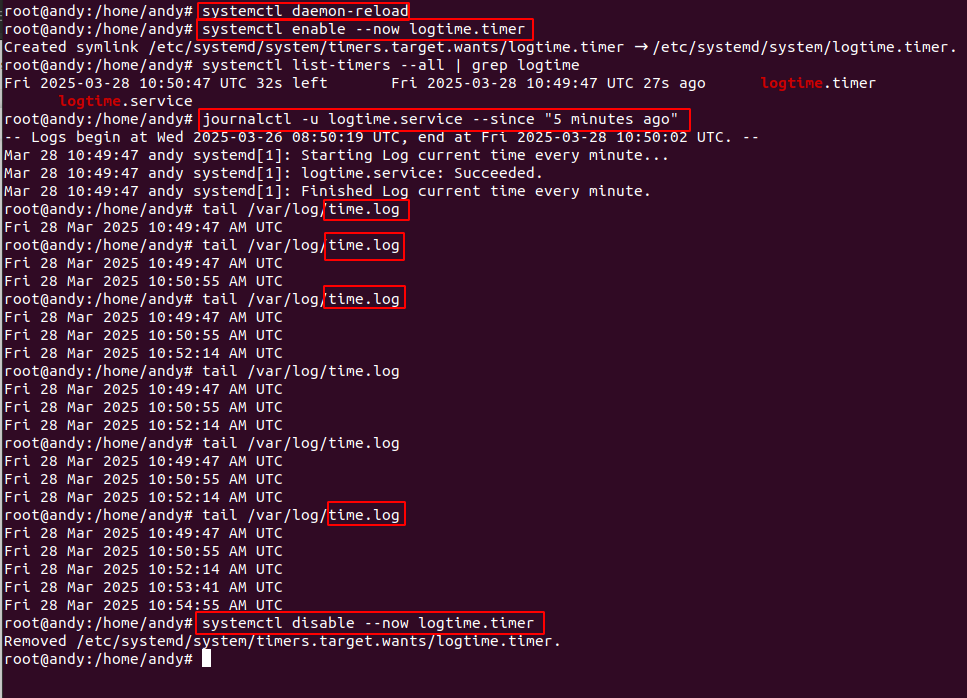 root@andy:/home/andy# systemctl daemon-reload
root@andy:/home/andy# systemctl enable --now logtime.timer
Created symlink /etc/systemd/system/timers.target.wants/logtime.timer → /etc/systemd/system/logtime.timer.
root@andy:/home/andy# systemctl list-timers --all | grep logtime
Fri 2025-03-28 10:50:47 UTC 32s left       Fri 2025-03-28 10:49:47 UTC 27s ago      logtime.timer
      logtime.service
root@andy:/home/andy# journalctl -u logtime.service --since "5 minutes ago"
-- Logs begin at Wed 2025-03-26 08:50:19 UTC, end at Fri 2025-03-28 10:50:02 UTC. --
Mar 28 10:49:47 andy systemd[1]: Starting Log current time every minute...
Mar 28 10:49:47 andy systemd[1]: logtime.service: Succeeded.
Mar 28 10:49:47 andy systemd[1]: Finished Log current time every minute.
root@andy:/home/andy# tail /var/log/time.log
Fri 28 Mar 2025 10:49:47 AM UTC
root@andy:/home/andy# tail /var/log/time.log
Fri 28 Mar 2025 10:49:47 AM UTC
Fri 28 Mar 2025 10:50:55 AM UTC
root@andy:/home/andy# tail /var/log/time.log
Fri 28 Mar 2025 10:49:47 AM UTC
Fri 28 Mar 2025 10:50:55 AM UTC
Fri 28 Mar 2025 10:52:14 AM UTC
root@andy:/home/andy# tail /var/log/time.log
Fri 28 Mar 2025 10:49:47 AM UTC
Fri 28 Mar 2025 10:50:55 AM UTC
Fri 28 Mar 2025 10:52:14 AM UTC
root@andy:/home/andy# tail /var/log/time.log
Fri 28 Mar 2025 10:49:47 AM UTC
Fri 28 Mar 2025 10:50:55 AM UTC
Fri 28 Mar 2025 10:52:14 AM UTC
root@andy:/home/andy# tail /var/log/time.log
Fri 28 Mar 2025 10:49:47 AM UTC
Fri 28 Mar 2025 10:50:55 AM UTC
Fri 28 Mar 2025 10:52:14 AM UTC
Fri 28 Mar 2025 10:53:41 AM UTC
Fri 28 Mar 2025 10:54:55 AM UTC
root@andy:/home/andy# systemctl disable --now logtime.timer
Removed /etc/systemd/system/timers.target.wants/logtime.timer.
root@andy:/home/andy#